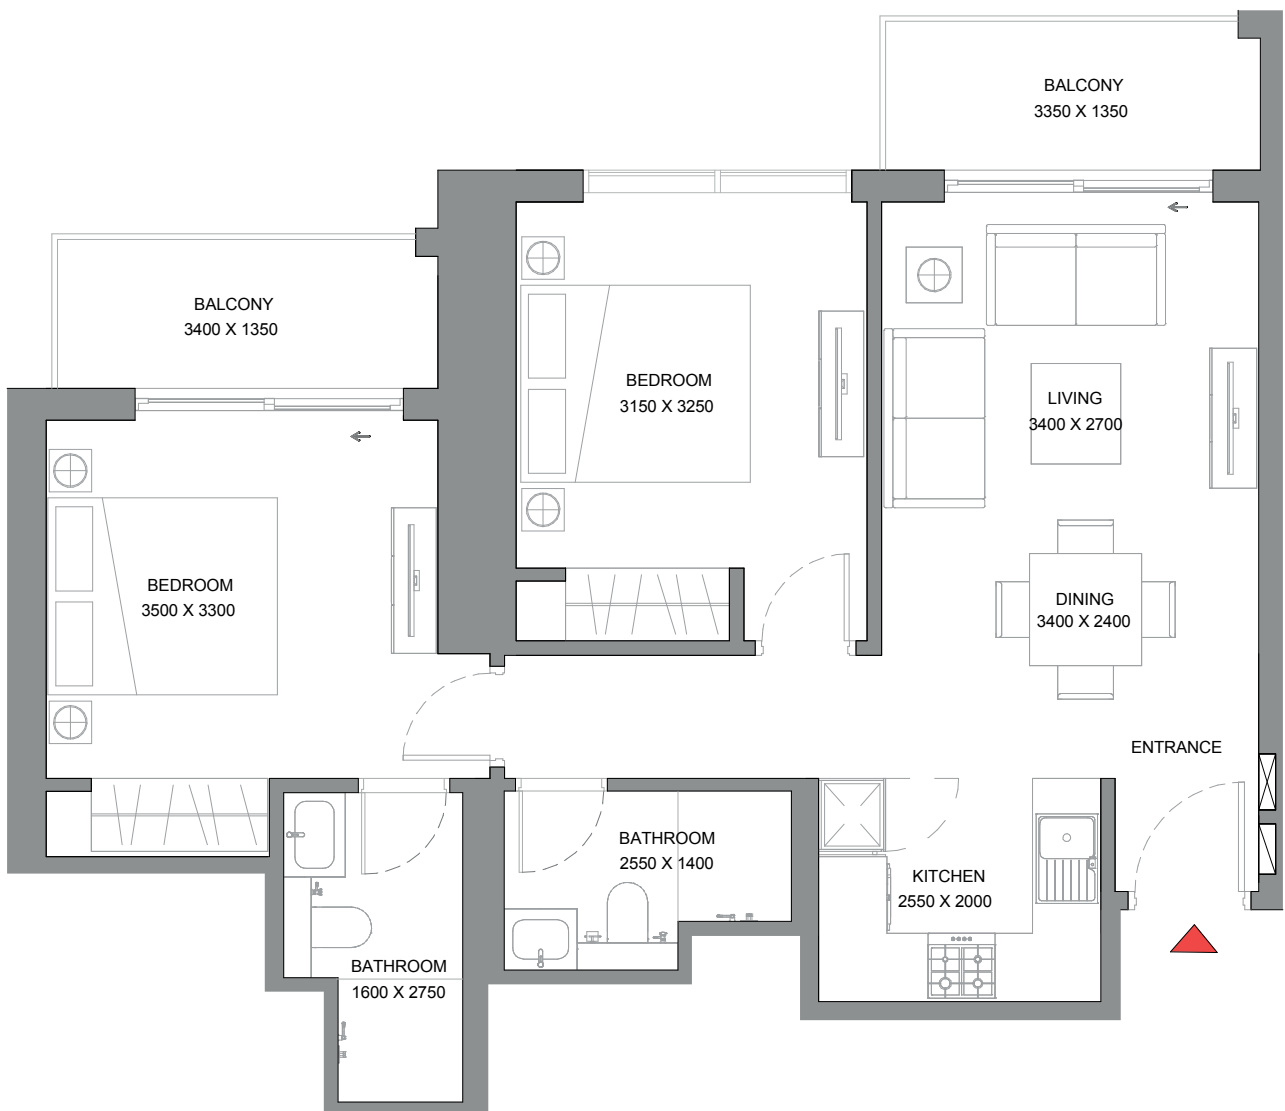 BALCONY
3350 X 1350
BALCONY
3400 X 1350
BEDROOM
3150 X 3250
LIVING
3400 X 2700
BEDROOM
3500 X 3300
DINING
3400 X 2400
ENTRANCE
BATHROOM
2550 X 1400
KITCHEN
2550 X 2000
BATHROOM
1600 X 2750